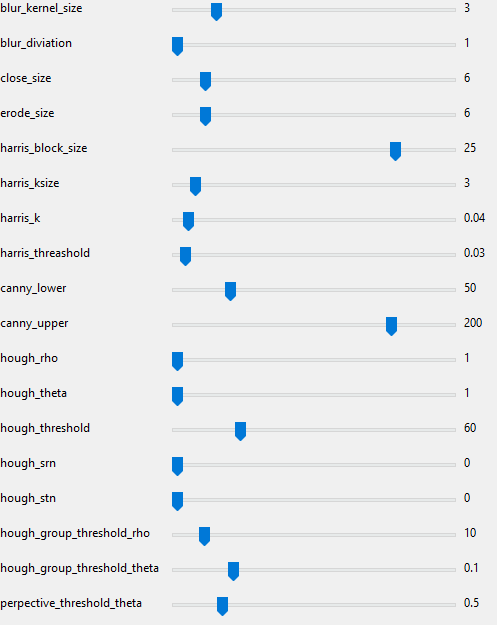 blur_kernel_size 3
blur_diviation 1
close_size 6
erode_size 6
harris_block_size 25
harris_ksize 3
harris_k 0.04
harris_threashold 0.03
canny_lower 50
canny_upper 200
hough_rho 1
hough_theta 1
hough_threshold 60
hough_srn 0
hough_stn 0
hough_group_threshold_rho 10
hough_group_threshold_theta 0.1
perpective_threshold_theta 0.5